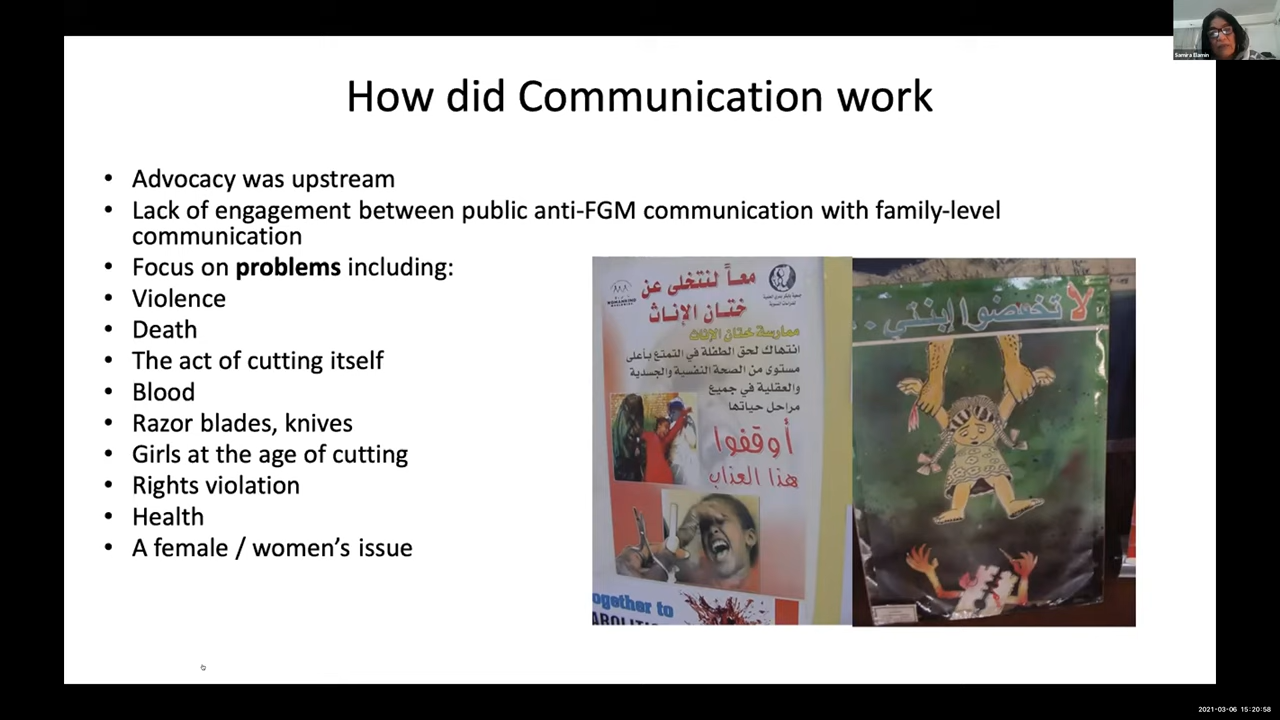 How did Communication work
• Advocacy was upstream
• Lack of engagement between public anti-FGM communication with family-level
communication
• Focus on problems including:
• Violence
• Death
• The act of cutting itself
• Blood
• Razor blades, knives
• Girls at the age of cutting
• Rights violation
• Health
• A female / women’s issue
معاً لنتخلى عن
ختان الإناث
ممارسة ختان الإناث
انتهاك لحق الطفلة في التمتع بأعلى
مستوى من الصحة النفسية والجسدية
والعقلية في جميع
مراحل حياتها
أوقفوا
هذا العذاب
ogether to
لا تخفضوا إبنتي
Samira Elamin
2021-03-06 15:20:58